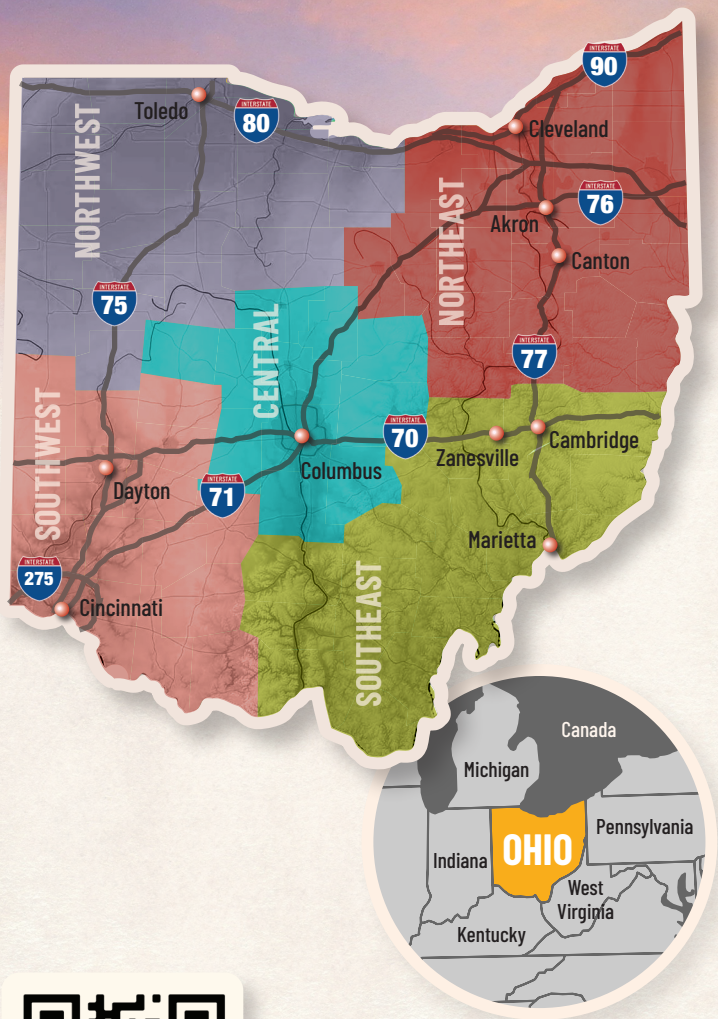 INTERSTATE
90
Toledo
INTERSTATE
80
Cleveland
NORTHWEST
INTERSTATE
76
Akron
NORTHEAST
Canton
INTERSTATE
75
CENTRAL
INTERSTATE
77
SOUTHWEST
INTERSTATE
70
Cambridge
Zanesville
Columbus
INTERSTATE
71
Dayton
Marietta
INTERSTATE
275
Cincinnati
SOUTHEAST
Canada
Michigan
Pennsylvania
OHIO
Indiana
West
Virginia
Kentucky